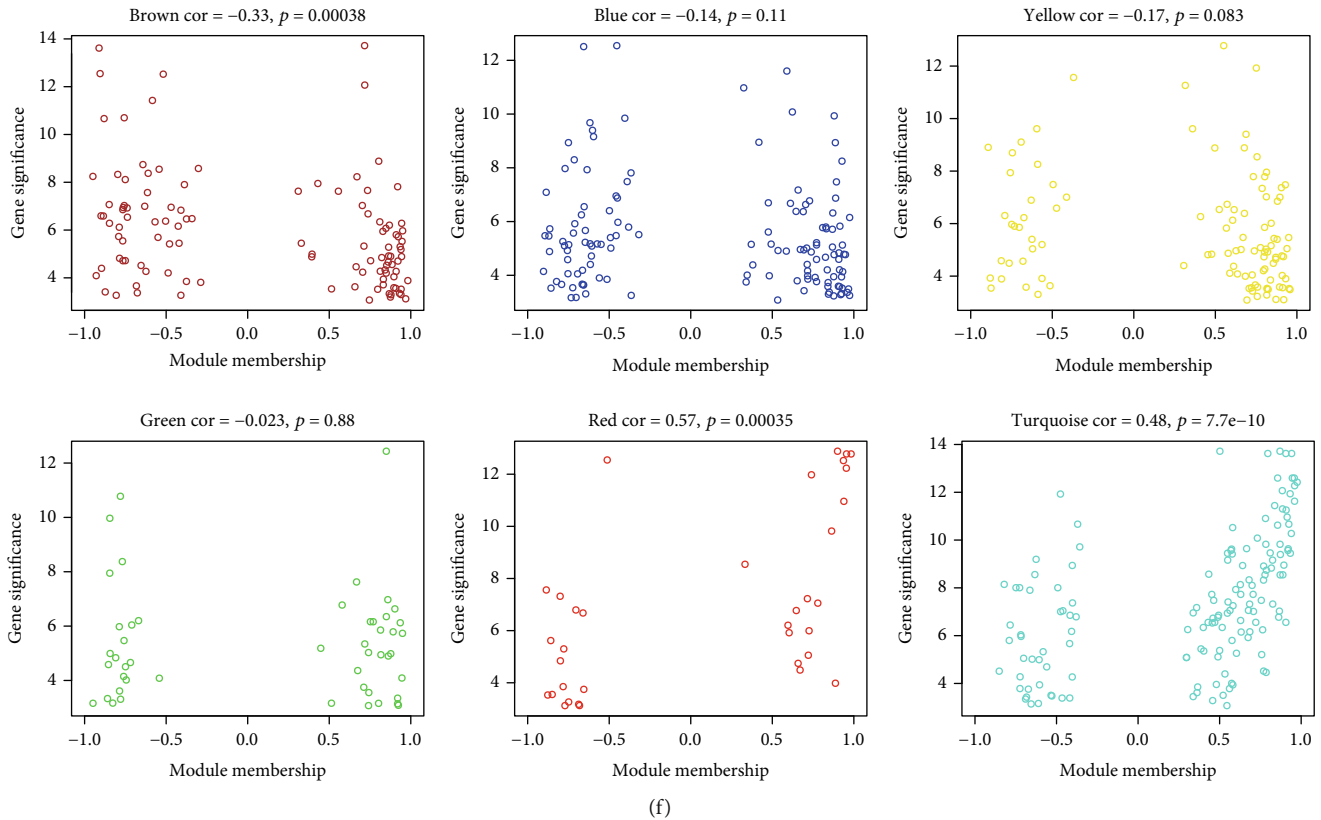 Brown cor = −0.33, p = 0.00038
Blue cor = −0.14, p = 0.11
Yellow cor = −0.17, p = 0.083
Gene significance
14
12
10
8
6
4
Gene significance
12
10
8
6
4
Gene significance
12
10
8
6
4
−1.0 −0.5 0.0 0.5 1.0
−1.0 −0.5 0.0 0.5 1.0
−1.0 −0.5 0.0 0.5 1.0
Module membership
Module membership
Module membership
Green cor = −0.023, p = 0.88
Red cor = 0.57, p = 0.00035
Turquoise cor = 0.48, p = 7.7e−10
Gene significance
12
10
8
6
4
Gene significance
12
10
8
6
4
Gene significance
14
12
10
8
6
4
−1.0 −0.5 0.0 0.5 1.0
−1.0 −0.5 0.0 0.5 1.0
−1.0 −0.5 0.0 0.5 1.0
Module membership
Module membership
Module membership
(f)